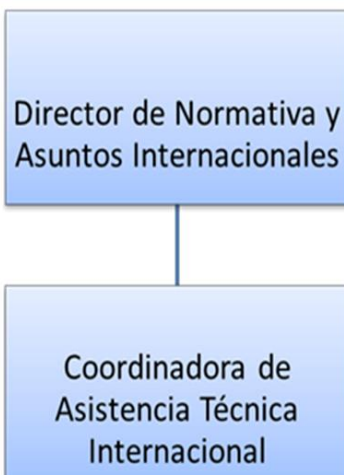 Director de Normativa y
Asuntos Internacionales
Coordinadora de
Asistencia Técnica
Internacional